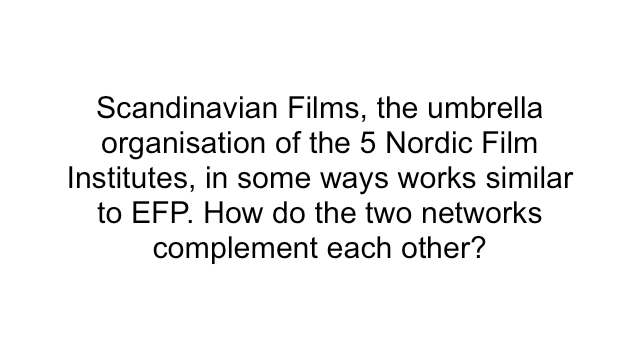 Scandinavian Films, the umbrella
organisation of the 5 Nordic Film
Institutes, in some ways works similar
to EFP. How do the two networks
complement each other?